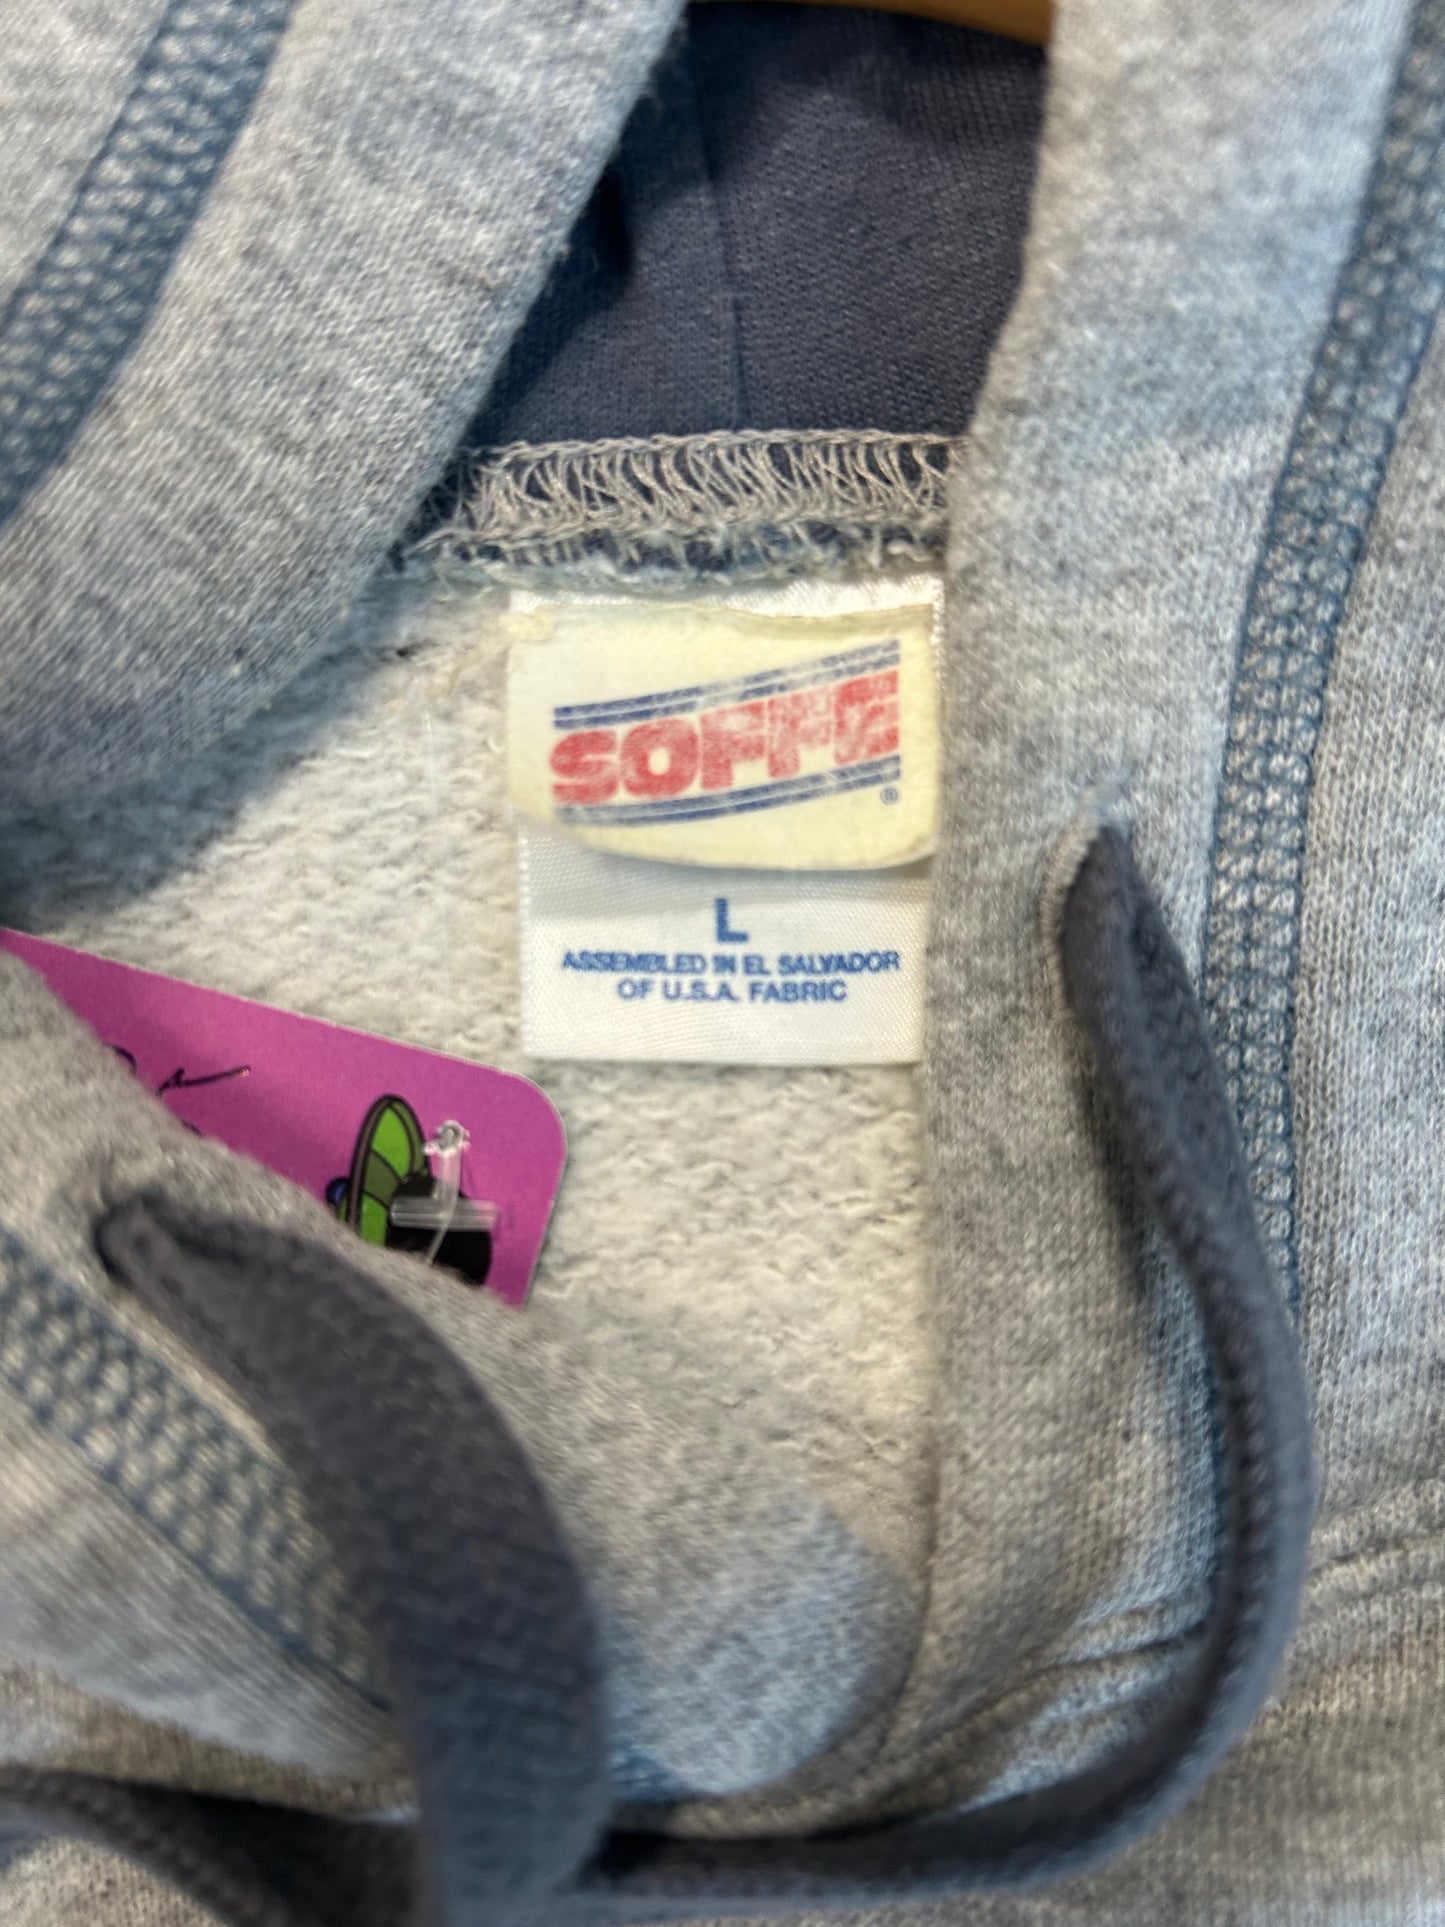 SOFFE
®
L
ASSEMBLED IN EL SALVADOR
OF U.S.A. FABRIC